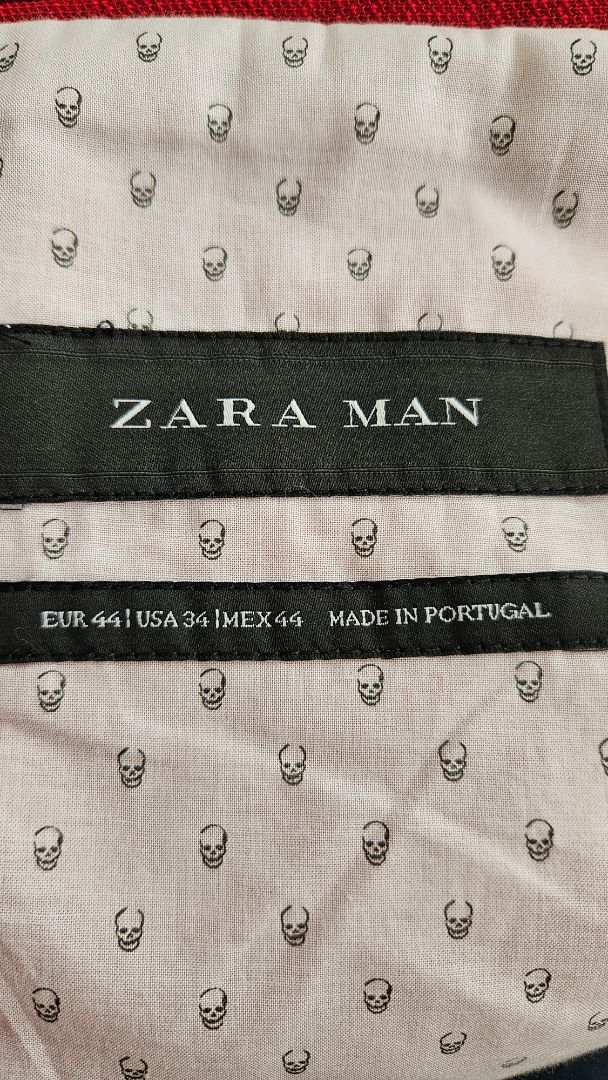 ZARA MAN
EUR 44 | USA 34 | MEX 44 MADE IN PORTUGAL